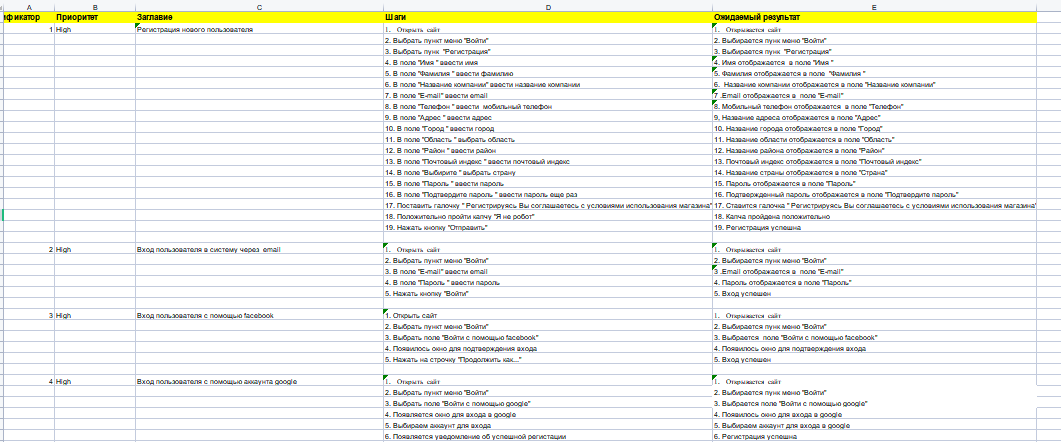 A B C D E
ификатор Приоритет Заглавие Шаги Ожидаемый результат
1 High Регистрация нового пользователя 1. Открыть сайт 1. Открывается сайт
2. Выбрать пункт меню "Войти" 2. Выбирается пунк меню "Войти"
3. Выбрать пунк "Регистрация" 3. Выбирается пунк "Регистрация"
4. В поле "Имя " ввести имя 4. Имя отображается в поле "Имя "
5. В поле "Фамилия " ввести фамилию 5. Фамилия отображается в поле "Фамилия "
6. В поле "Название компании" ввести название компании 6. Название компании отображается в поле "Название компании"
7. В поле "E-mail" ввести email 7 .Email отображается в поле "E-mail"
8. В поле "Телефон " ввести мобильный телефон 8. Мобильный телефон отображается в поле "Телефон"
9. В поле "Адрес " ввести адрес 9, Название адреса отображается в поле "Адрес"
10. В поле "Город " ввести город 10. Название города отображается в поле "Город"
11. В поле "Область " выбрать область 11. Название области отображается в поле "Область"
12. В поле "Район " ввести район 12. Название района отображается в поле "Район"
13. В поле "Почтовый индекс " ввести почтовый индекс 13. Почтовый индекс отображается в поле "Почтовый индекс"
14. В поле "Выбирите " выбрать страну 14. Название страны отображается в поле "Страна"
15. В поле "Пароль " ввести пароль 15. Пароль отображается в поле "Пароль"
16. В поле "Подтвердите пароль " ввести пароль еще раз 16. Подтвержденный пароль отображается в поле "Подтвердите пароль"
17. Поставить галочку " Регистрируясь Вы соглашаетесь с условиями использования магазина" 17. Ставится галочка " Регистрируясь Вы соглашаетесь с условиями использования магазина"
18. Положительно пройти капчу "Я не робот" 18. Капча пройдена положительно
19. Нажать кнопку "Отправить" 19. Регистрация успешна
2 High Вход пользователя в систему через email 1. Открыть сайт 1. Открывается сайт
2. Выбрать пункт меню "Войти" 2. Выбирается пунк меню "Войти"
3. В поле "E-mail" ввести email 3 .Email отображается в поле "E-mail"
4. В поле "Пароль " ввести пароль 4. Пароль отображается в поле "Пароль"
5. Нажать кнопку "Войти" 5. Вход успешен
3 High Вход пользователя с помощью facebook 1. Открыть сайт 1. Открывается сайт
2. Выбрать пункт меню "Войти" 2. Выбирается пунк меню "Войти"
3. Выбрать поле "Войти с помощью facebook" 3. Выбрается поле "Войти с помощью facebook"
4. Появилось окно для подтверждения входа 4. Появилось окно для подтверждения входа
5. Нажать на строчку "Продолжить как..." 5. Вход успешен
4 High Вход пользователя с помощью аккаунта google 1. Открыть сайт 1. Открывается сайт
2. Выбрать пункт меню "Войти" 2. Выбирается пунк меню "Войти"
3. Выбрать поле "Войти с помощью google" 3. Выбрается поле "Войти с помощью google"
4. Появляется окно для входа в google 4. Появилось окно для входа в google
5. Выбираем аккаунт для входа 5. Выбираем аккаунт для входа в google
6. Появляется уведомление об успешной регистации 6. Регистрация успешна